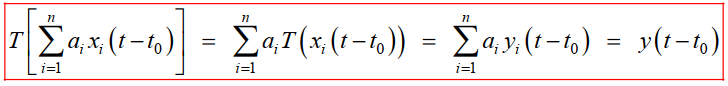 T[∑_{i=1}^{n} a_i x_i (t − t_0)] = ∑_{i=1}^{n} a_i T(x_i (t − t_0)) = ∑_{i=1}^{n} a_i y_i (t − t_0) = y(t − t_0)